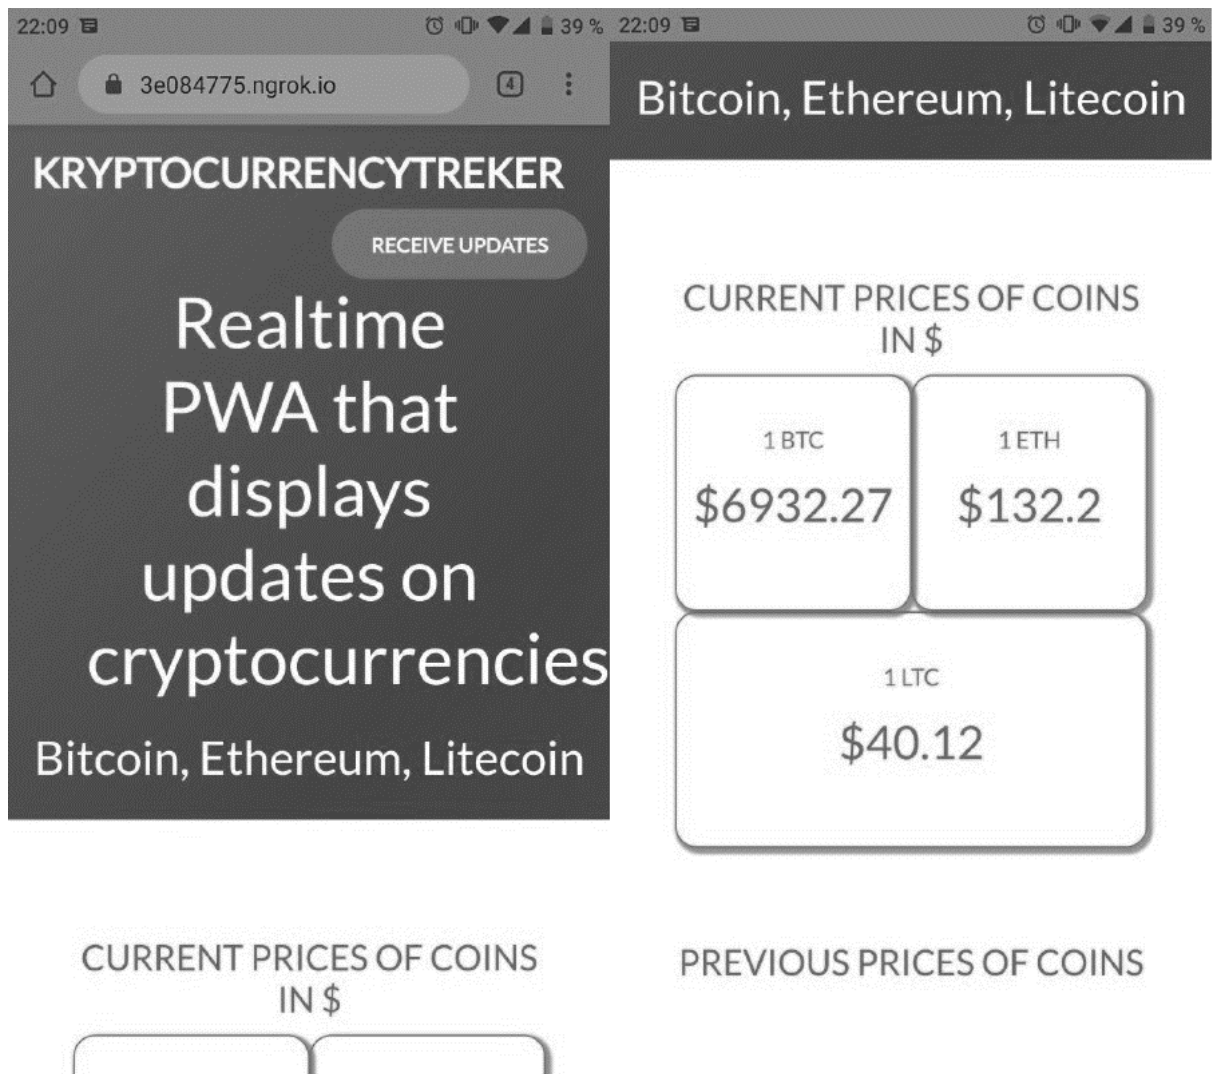 22:09 39 %
3e084775.ngrok.io 4
KRYPTOCURRENCYTREKER
RECEIVE UPDATES
Realtime
PWA that
displays
updates on
cryptocurrencies
Bitcoin, Ethereum, Litecoin
CURRENT PRICES OF COINS
IN $
22:09 39 %
Bitcoin, Ethereum, Litecoin
CURRENT PRICES OF COINS
IN $
1 BTC
$6932.27
1 ETH
$132.2
1 LTC
$40.12
PREVIOUS PRICES OF COINS